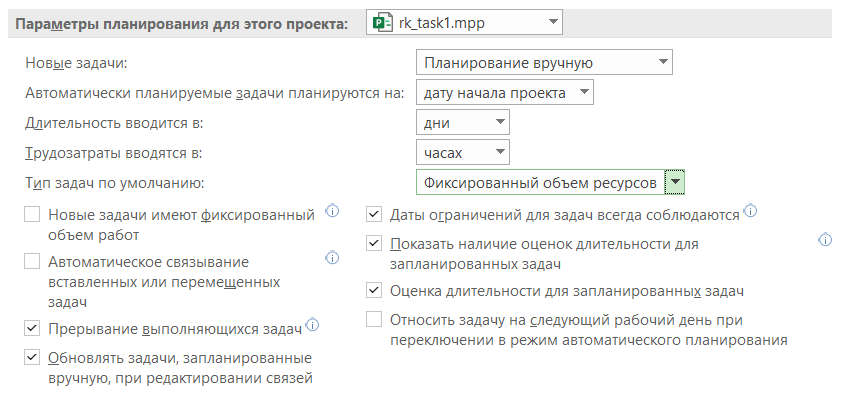 Параметры планирования для этого проекта: rk_task1.mpp
Новые задачи: Планирование вручную
Автоматически планируемые задачи планируются на: дату начала проекта
Длительность вводится в: дни
Трудозатраты вводятся в: часах
Тип задач по умолчанию: Фиксированный объем ресурсов
Новые задачи имеют фиксированный
объем работ
Автоматическое связывание
вставленных или перемещенных
задач
Прерывание выполняющихся задач
Обновлять задачи, запланированные
вручную, при редактировании связей
Даты ограничений для задач всегда соблюдаются
Показать наличие оценок длительности для
запланированных задач
Оценка длительности для запланированных задач
Относить задачу на следующий рабочий день при
переключении в режим автоматического планирования